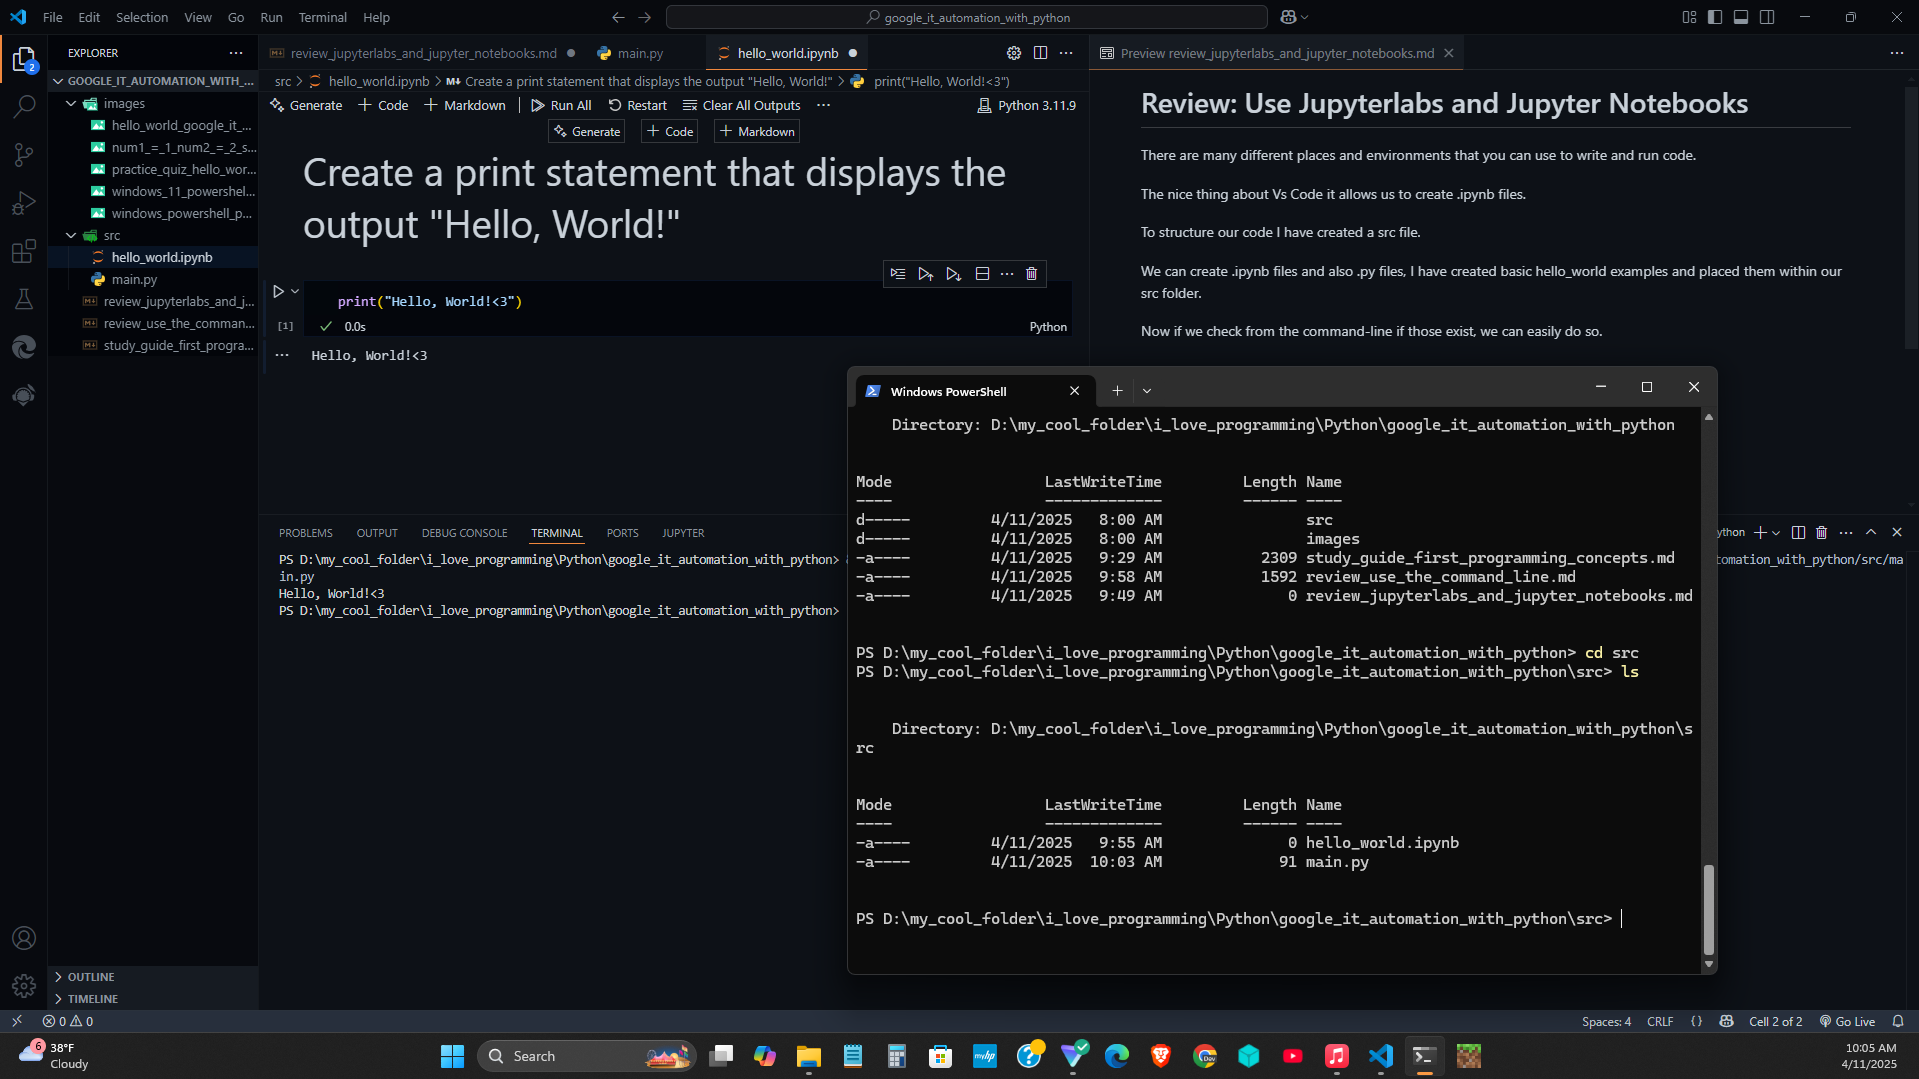 File Edit Selection View Go Run Terminal Help
google_it_automation_with_python
EXPLORER
2
GOOGLE_IT_AUTOMATION_WITH_...
images
hello_world_google_it_...
num1_=_1_num2_=_2_s...
practice_quiz_hello_wor...
windows_11_powershel...
windows_powershell_p...
src
hello_world.ipynb
main.py
review_jupyterlabs_and_j...
review_use_the_comman...
study_guide_first_progra...
OUTLINE
TIMELINE
review_jupyterlabs_and_jupyter_notebooks.md
main.py
hello_world.ipynb
src > hello_world.ipynb > M↓ Create a print statement that displays the output "Hello, World!" > print("Hello, World!<3")
Generate + Code + Markdown Run All Restart Clear All Outputs ... Python 3.11.9
Generate + Code + Markdown
Create a print statement that displays the
output "Hello, World!"
print("Hello, World!<3")
[1] 0.0s Python
Hello, World!<3
Preview review_jupyterlabs_and_jupyter_notebooks.md
Review: Use Jupyterlabs and Jupyter Notebooks
There are many different places and environments that you can use to write and run code.
The nice thing about Vs Code it allows us to create .ipynb files.
To structure our code I have created a src file.
We can create .ipynb files and also .py files, I have created basic hello_world examples and placed them within our
src folder.
Now if we check from the command-line if those exist, we can easily do so.
PROBLEMS OUTPUT DEBUG CONSOLE TERMINAL PORTS JUPYTER
ython
PS D:\my_cool_folder\i_love_programming\Python\google_it_automation_with_python>
tomation_with_python/src/ma
in.py
Hello, World!<3
PS D:\my_cool_folder\i_love_programming\Python\google_it_automation_with_python>
Windows PowerShell
Directory: D:\my_cool_folder\i_love_programming\Python\google_it_automation_with_python
Mode LastWriteTime Length Name
---- ------------- ------ ----
d----- 4/11/2025 8:00 AM src
d----- 4/11/2025 8:00 AM images
-a---- 4/11/2025 9:29 AM 2309 study_guide_first_programming_concepts.md
-a---- 4/11/2025 9:58 AM 1592 review_use_the_command_line.md
-a---- 4/11/2025 9:49 AM 0 review_jupyterlabs_and_jupyter_notebooks.md
PS D:\my_cool_folder\i_love_programming\Python\google_it_automation_with_python> cd src
PS D:\my_cool_folder\i_love_programming\Python\google_it_automation_with_python\src> ls
Directory: D:\my_cool_folder\i_love_programming\Python\google_it_automation_with_python\s
rc
Mode LastWriteTime Length Name
---- ------------- ------ ----
-a---- 4/11/2025 9:55 AM 0 hello_world.ipynb
-a---- 4/11/2025 10:03 AM 91 main.py
PS D:\my_cool_folder\i_love_programming\Python\google_it_automation_with_python\src>
0 0
Spaces: 4 CRLF {} Cell 2 of 2 Go Live
6
38°F
Cloudy
Search
myhp
Dev
10:05 AM
4/11/2025